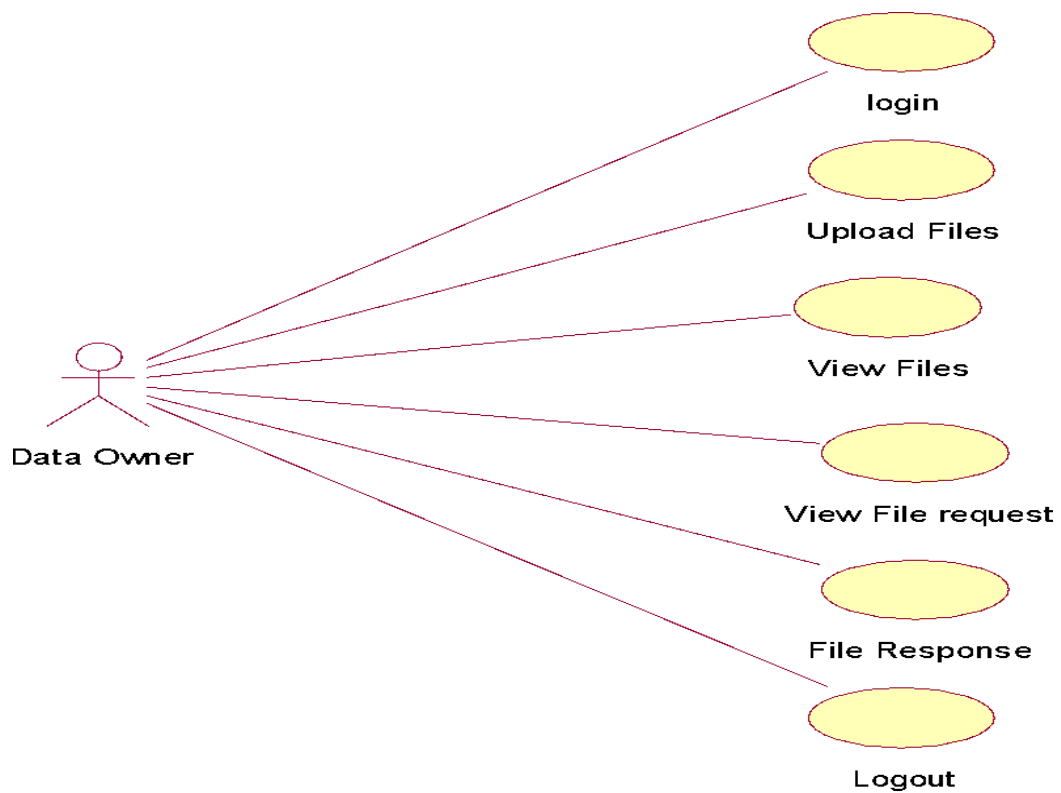 login
Upload Files
View Files
Data Owner
View File request
File Response
Logout